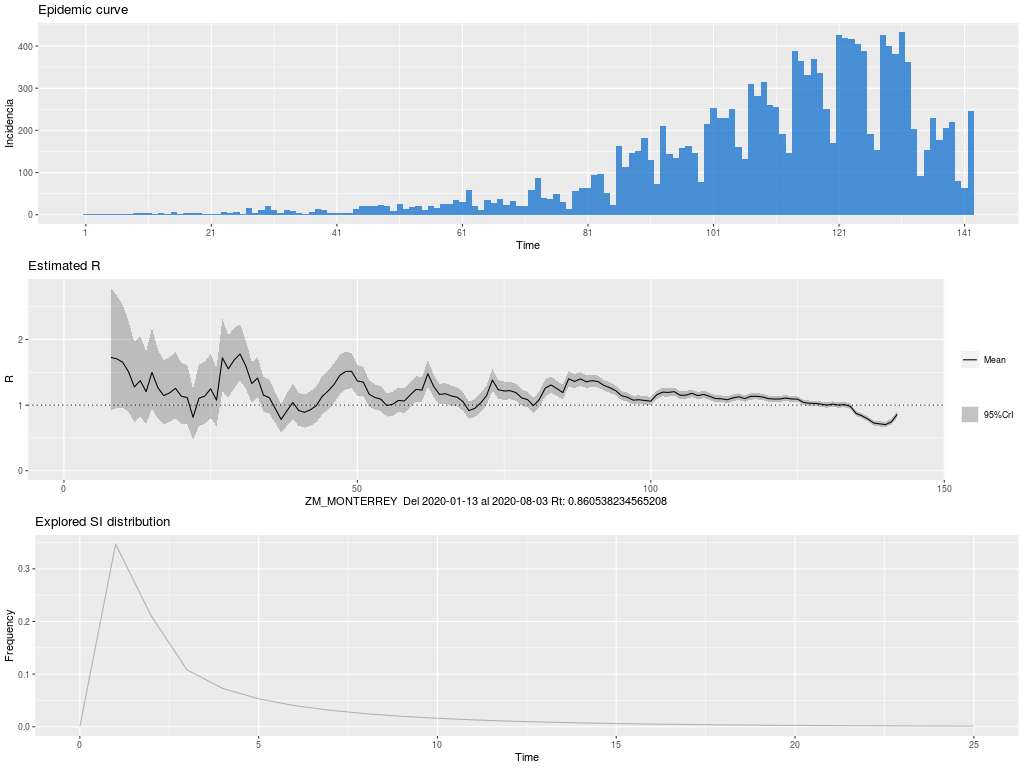 Epidemic curve
Incidencia
400
300
200
100
0
1 21 41 61 81 101 121 141
Time
Estimated R
R
2
1
0
0 50 100 150
ZM_MONTERREY Del 2020-01-13 al 2020-08-03 Rt: 0.860538234565208
Mean
95%CrI
Explored SI distribution
Frequency
0.3
0.2
0.1
0.0
0 5 10 15 20 25
Time